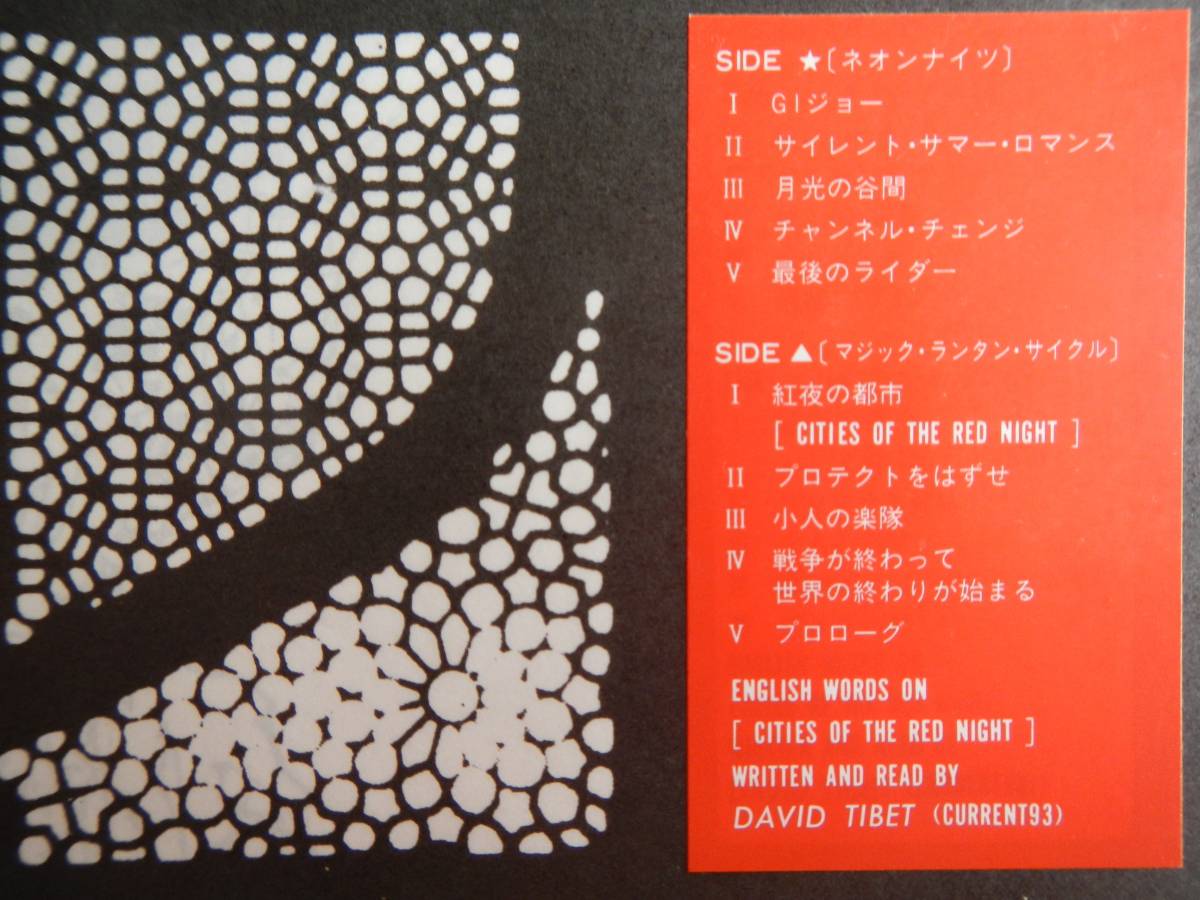 SIDE ★〔ネオンナイツ〕
I GIジョー
II サイレント・サマー・ロマンス
III 月光の谷間
IV チャンネル・チェンジ
V 最後のライダー
SIDE ▲〔マジック・ランタン・サイクル〕
I 紅夜の都市
[ CITIES OF THE RED NIGHT ]
II プロテクトをはずせ
III 小人の楽隊
IV 戦争が終わって
世界の終わりが始まる
V プロローグ
ENGLISH WORDS ON
[ CITIES OF THE RED NIGHT ]
WRITTEN AND READ BY
DAVID TIBET (CURRENT93)